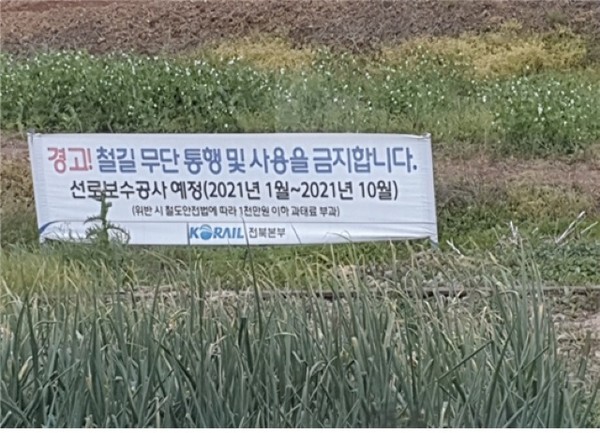 경고! 철길 무단 통행 및 사용을 금지합니다.
선로보수공사 예정(2021년 1월~2021년 10월)
(위반 시 철도안전법에 따라 1천만원 이하 과태료 부과)
KORAIL 전북본부